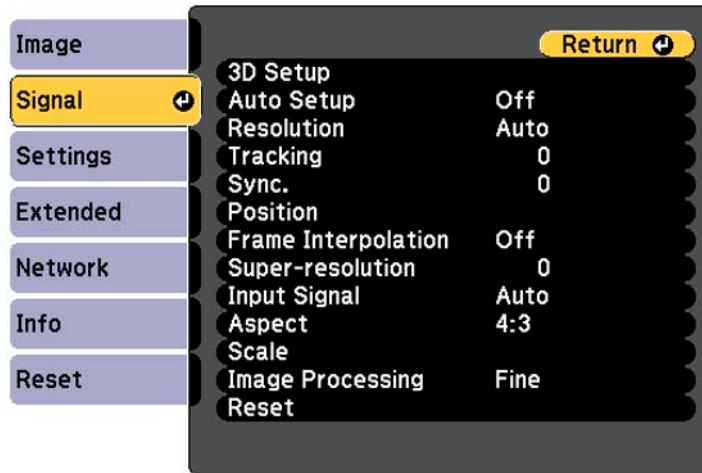 Image
Signal
Settings
Extended
Network
Info
Reset
Return
3D Setup
Auto Setup Off
Resolution Auto
Tracking 0
Sync. 0
Position
Frame Interpolation Off
Super-resolution 0
Input Signal Auto
Aspect 4:3
Scale
Image Processing Fine
Reset